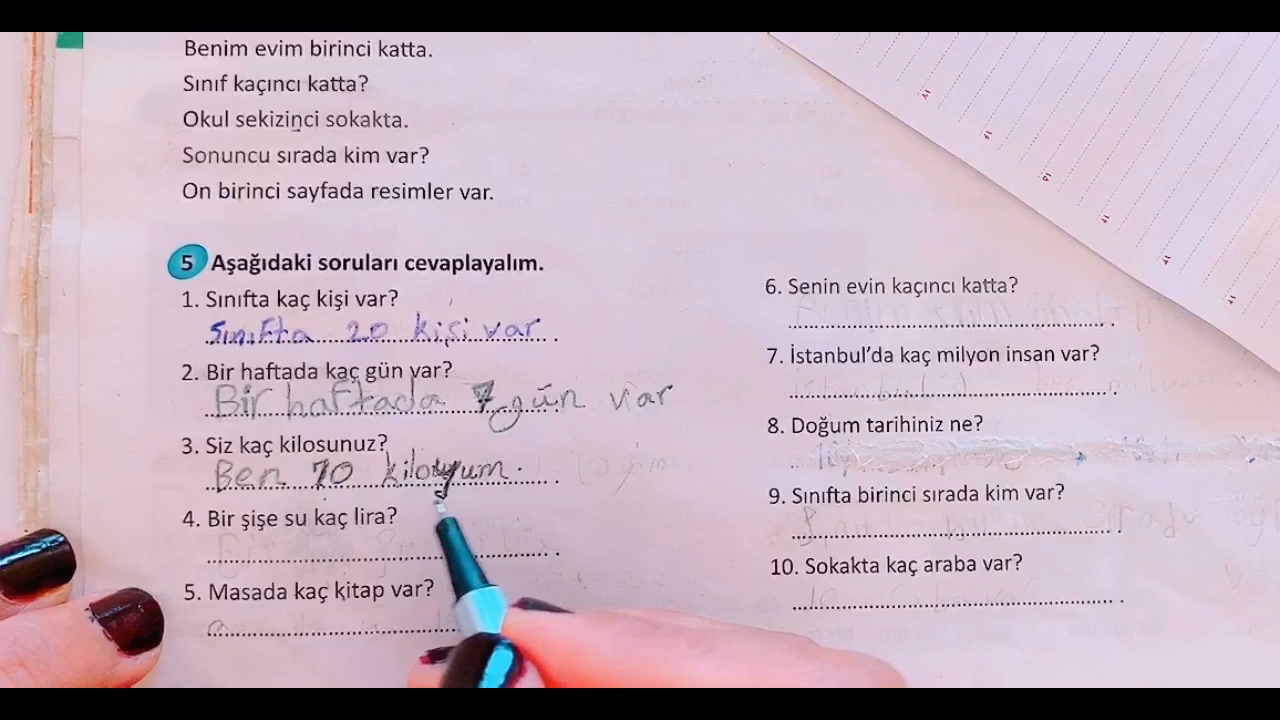 Benim evim birinci katta.
Sınıf kaçıncı katta?
Okul sekizinci sokakta.
Sonuncu sırada kim var?
On birinci sayfada resimler var.
5 Aşağıdaki soruları cevaplayalım.
1. Sınıfta kaç kişi var?
Sınıfta 20 kişi var.
2. Bir haftada kaç gün var?
Bir haftada 7 gün var
3. Siz kaç kilosunuz?
Ben 70 kiloyum.
4. Bir şişe su kaç lira?
5. Masada kaç kitap var?
6. Senin evin kaçıncı katta?
7. İstanbul'da kaç milyon insan var?
8. Doğum tarihiniz ne?
9. Sınıfta birinci sırada kim var?
10. Sokakta kaç araba var?